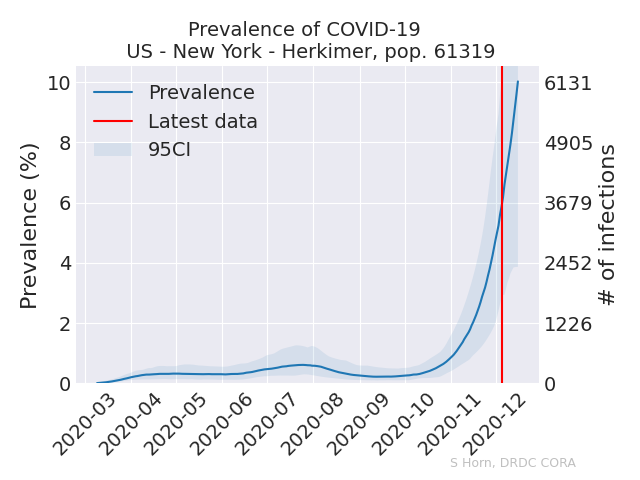 Prevalence of COVID-19
US - New York - Herkimer, pop. 61319
Prevalence
Latest data
95CI
Prevalence (%)
10
8
6
4
2
0
6131
4905
3679
2452
1226
0
# of infections
2020-03
2020-04
2020-05
2020-06
2020-07
2020-08
2020-09
2020-10
2020-11
2020-12
S Horn, DRDC CORA